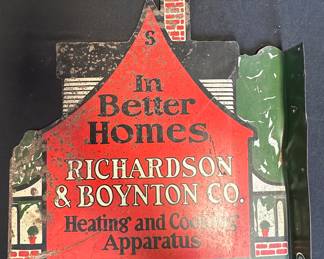 S
In
Better
Homes
RICHARDSON
& BOYNTON CO.
Heating and Cooking
Apparatus